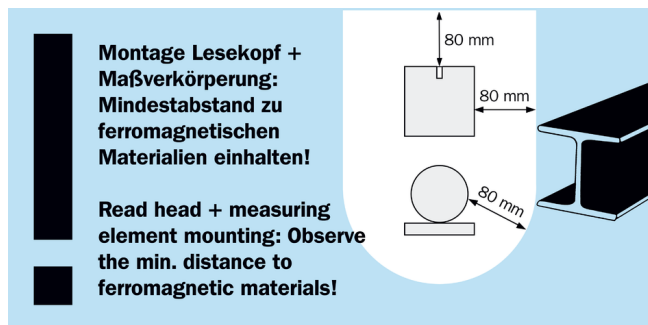 Montage Lesekopf +
Maßverkörperung:
Mindestabstand zu
ferromagnetischen
Materialien einhalten!
Read head + measuring
element mounting: Observe
the min. distance to
ferromagnetic materials!
80 mm
80 mm
80 mm